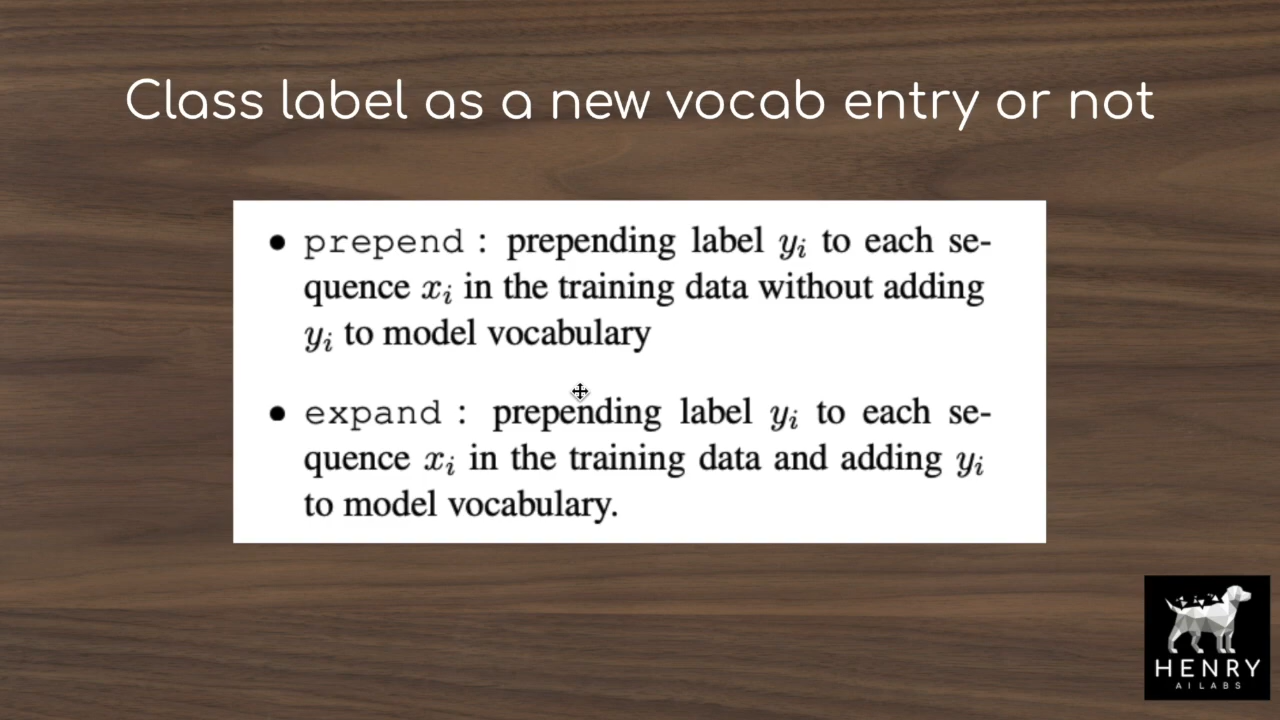 Class label as a new vocab entry or not
● prepend : prepending label yᵢ to each se-
quence xᵢ in the training data without adding
yᵢ to model vocabulary
● expand : prepending label yᵢ to each se-
quence xᵢ in the training data and adding yᵢ
to model vocabulary.
HENRY
AI LABS